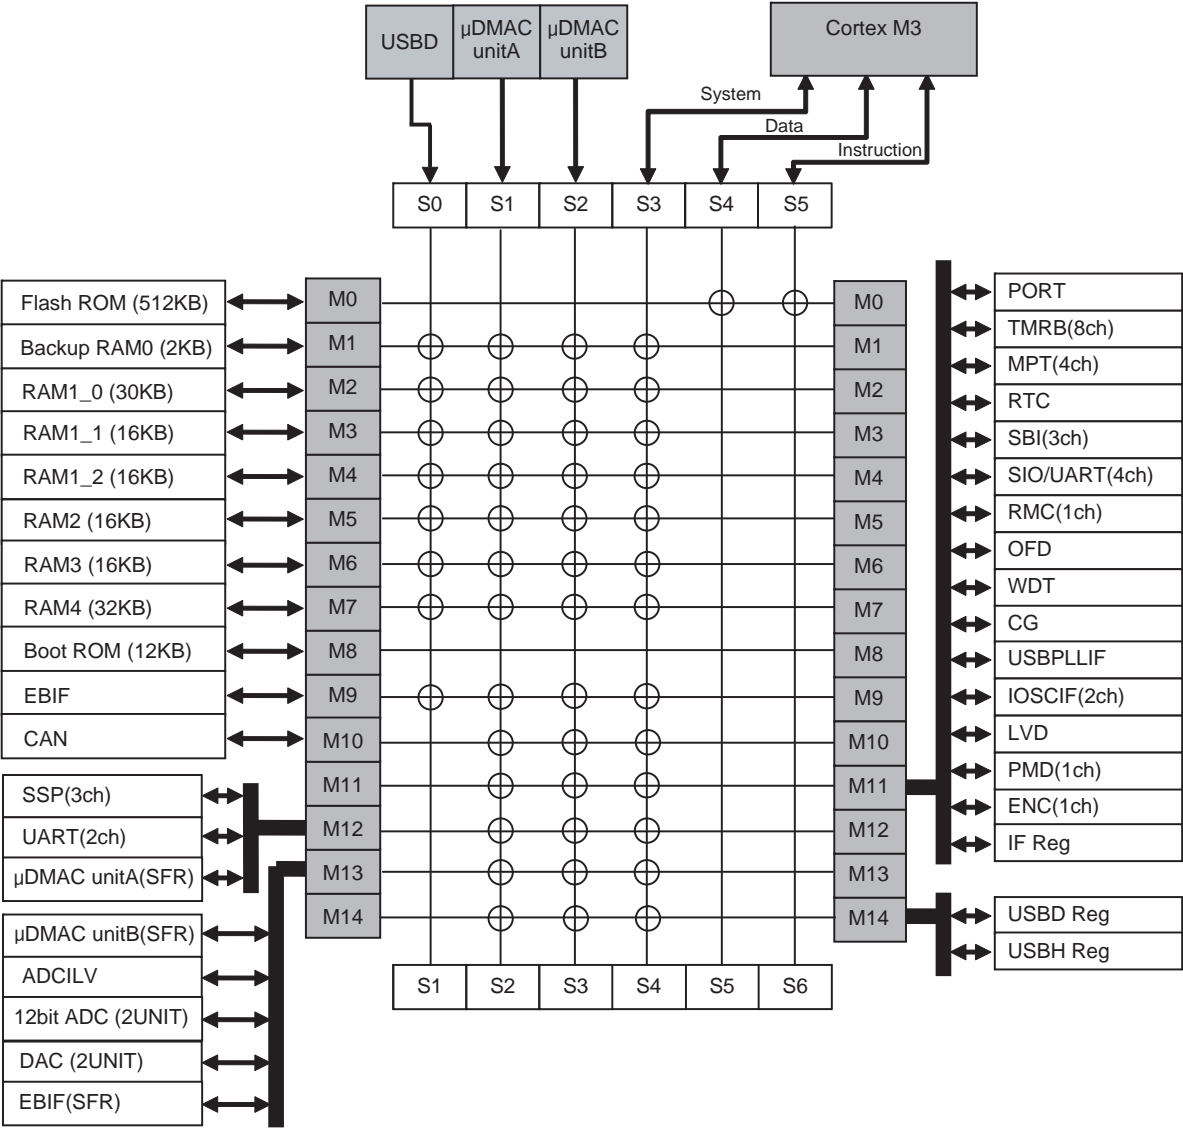 USBD
µDMAC
unitA
µDMAC
unitB
Cortex M3
System
Data
Instruction
S0 S1 S2 S3 S4 S5
Flash ROM (512KB) M0 M0 PORT
Backup RAM0 (2KB) M1 M1 TMRB(8ch)
RAM1_0 (30KB) M2 M2 MPT(4ch)
RAM1_1 (16KB) M3 M3 RTC
RAM1_2 (16KB) M4 M4 SBI(3ch)
RAM2 (16KB) M5 M5 SIO/UART(4ch)
RAM3 (16KB) M6 M6 RMC(1ch)
RAM4 (32KB) M7 M7 OFD
Boot ROM (12KB) M8 M8 WDT
EBIF M9 M9 CG
CAN M10 M10 USBPLLIF
SSP(3ch) M11 M11 IOSCIF(2ch)
UART(2ch) M12 M12 LVD
µDMAC unitA(SFR) M13 M13 PMD(1ch)
M14 M14 ENC(1ch)
IF Reg
µDMAC unitB(SFR) USBD Reg
ADCILV USBH Reg
S1 S2 S3 S4 S5 S6
12bit ADC (2UNIT)
DAC (2UNIT)
EBIF(SFR)